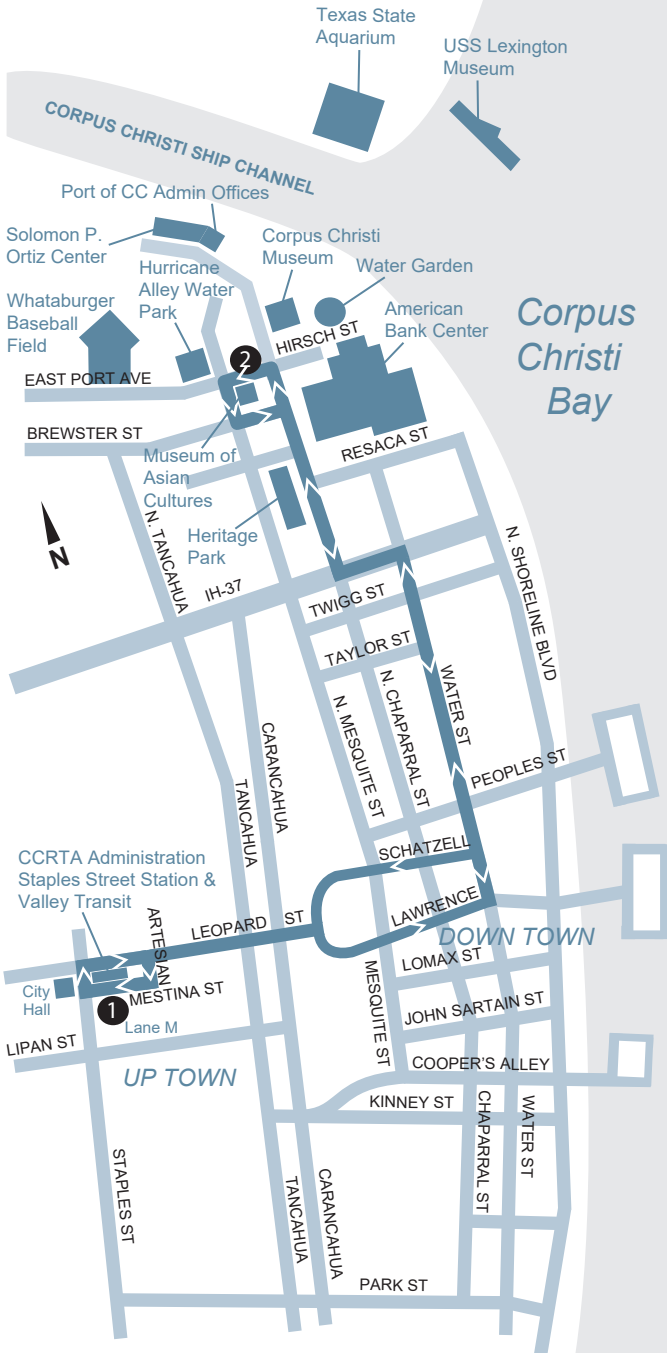 Texas State
Aquarium
USS Lexington
Museum
CORPUS CHRISTI SHIP CHANNEL
Port of CC Admin Offices
Solomon P.
Ortiz Center
Corpus Christi
Museum
Hurricane
Alley Water
Park
Water Garden
Whataburger
Baseball
Field
American
Bank Center
Corpus
Christi
Bay
HIRSCH ST
2
EAST PORT AVE
BREWSTER ST
RESACA ST
Museum of
Asian
Cultures
Heritage
Park
N
N. TANCAHUA
IH-37
N. SHORELINE BLVD
TWIGG ST
TAYLOR ST
WATER ST
N. CHAPARRAL ST
N. MESQUITE ST
CARANCAHUA
TANCAHUA
PEOPLES ST
SCHATZELL
CCRTA Administration
Staples Street Station &
Valley Transit
ARTESIAN
LEOPARD ST
LAWRENCE
DOWN TOWN
LOMAX ST
MESQUITE ST
City
Hall
MESTINA ST
1
Lane M
JOHN SARTAIN ST
LIPAN ST
UP TOWN
COOPER'S ALLEY
KINNEY ST
CHAPARRAL ST
WATER ST
STAPLES ST
TANCAHUA
CARANCAHUA
PARK ST